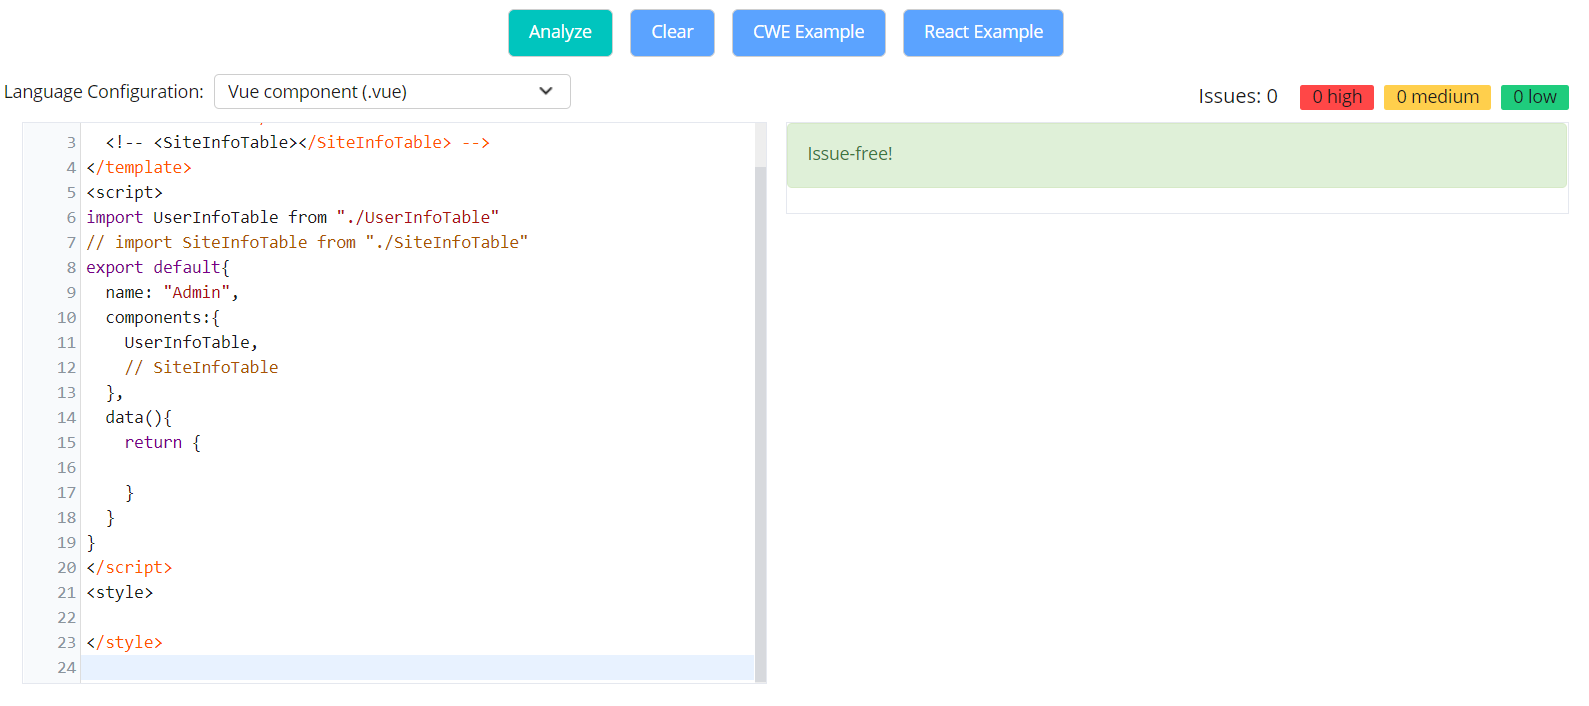 Analyze Clear CWE Example React Example
Language Configuration: Vue component (.vue)
Issues: 0 0 high 0 medium 0 low
3 <!-- <SiteInfoTable></SiteInfoTable> -->
4 </template>
5 <script>
6 import UserInfoTable from "./UserInfoTable"
7 // import SiteInfoTable from "./SiteInfoTable"
8 export default{
9 name: "Admin",
10 components:{
11 UserInfoTable,
12 // SiteInfoTable
13 },
14 data(){
15 return {
16
17 }
18 }
19 }
20 </script>
21 <style>
22
23 </style>
24
Issue-free!